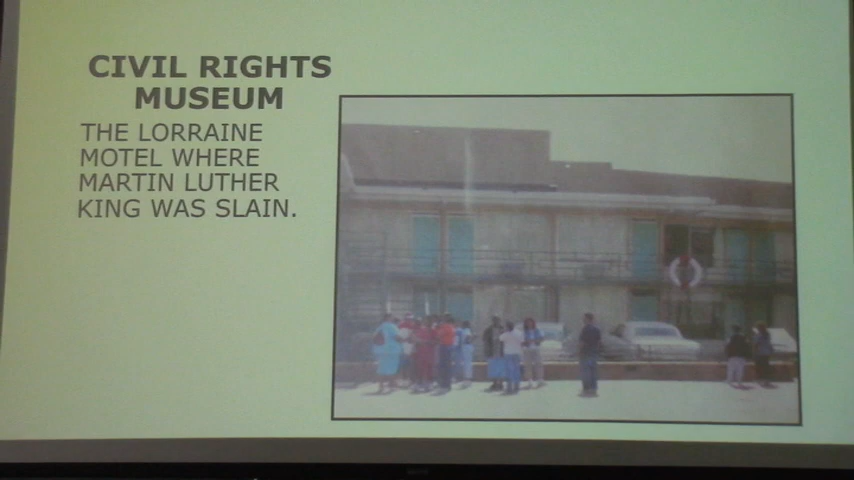 CIVIL RIGHTS
MUSEUM
THE LORRAINE
MOTEL WHERE
MARTIN LUTHER
KING WAS SLAIN.